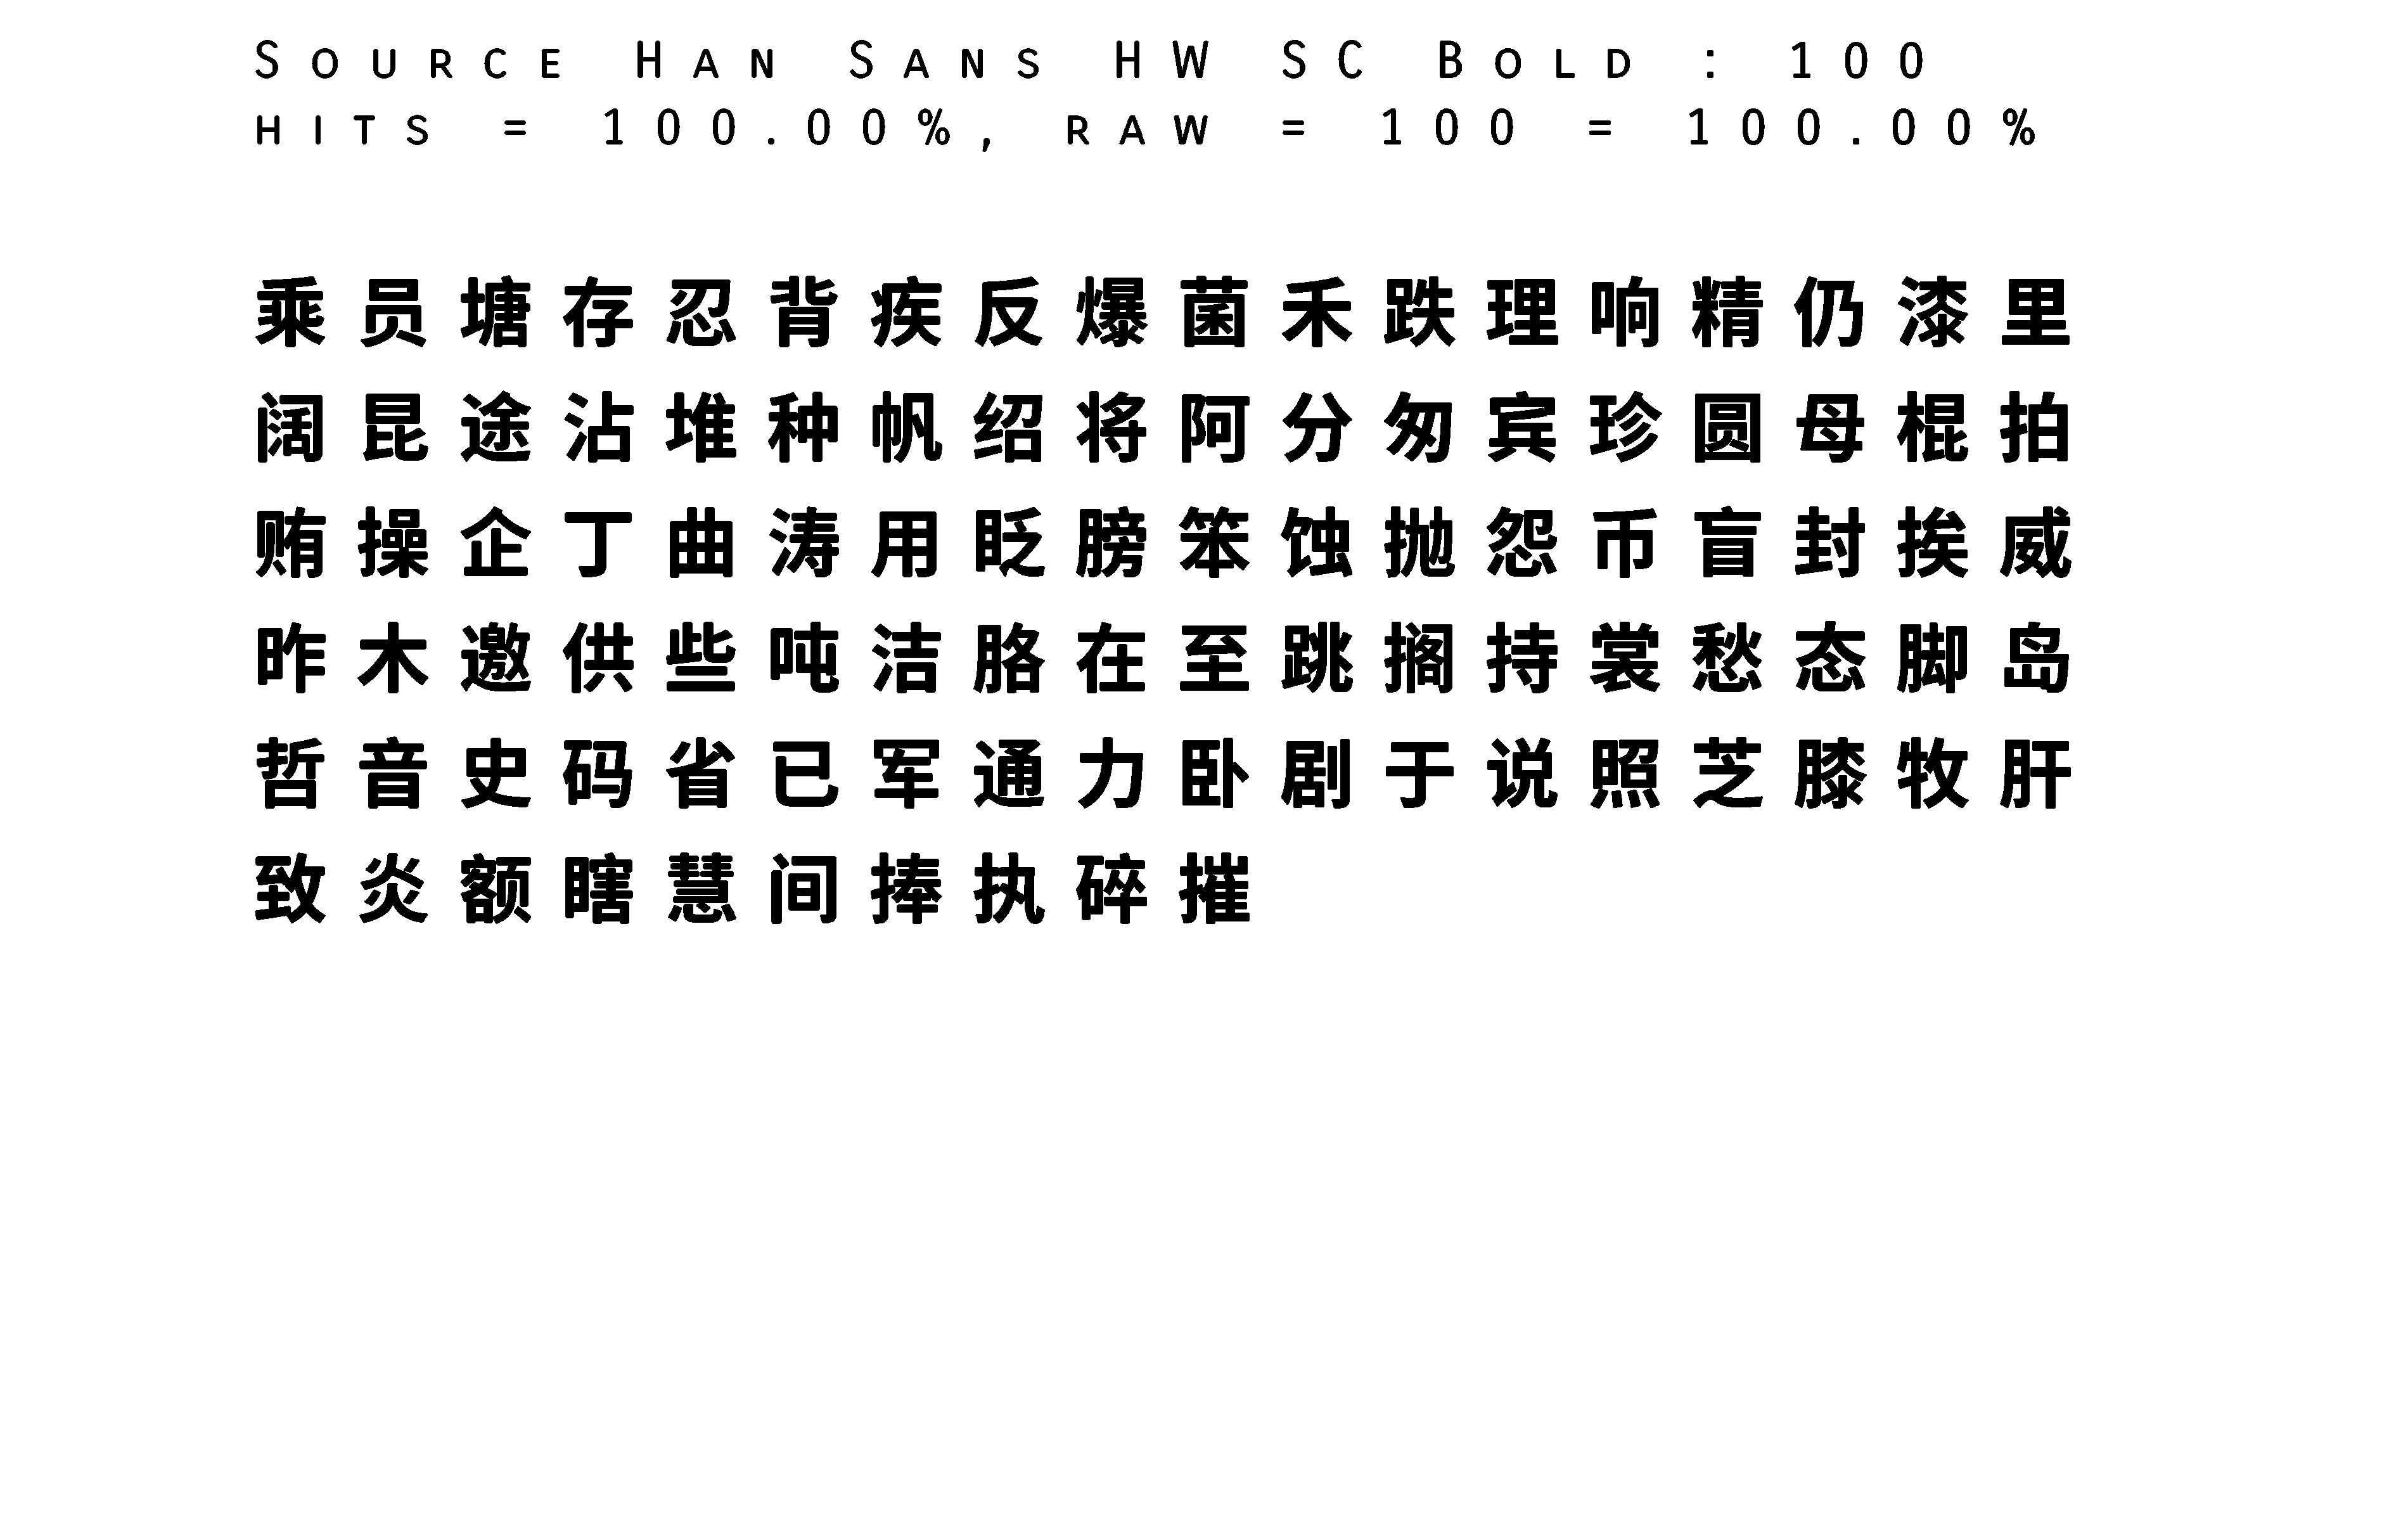 Source Han Sans HW SC Bold : 100
hits = 100.00%, raw = 100 = 100.00%
乘员塘存忍背疾反爆菌禾跌理响精仍漆里
阔昆途沾堆种帆绍将阿分匆宾珍圆母棍拍
贿操企丁曲涛用眨膀笨蚀抛怨币盲封挨威
昨木邀供些吨洁胳在至跳搁持裳愁态脚岛
哲音史码省已军通力卧剧于说照芝膝牧肝
致炎额瞎慧间捧执碎摧